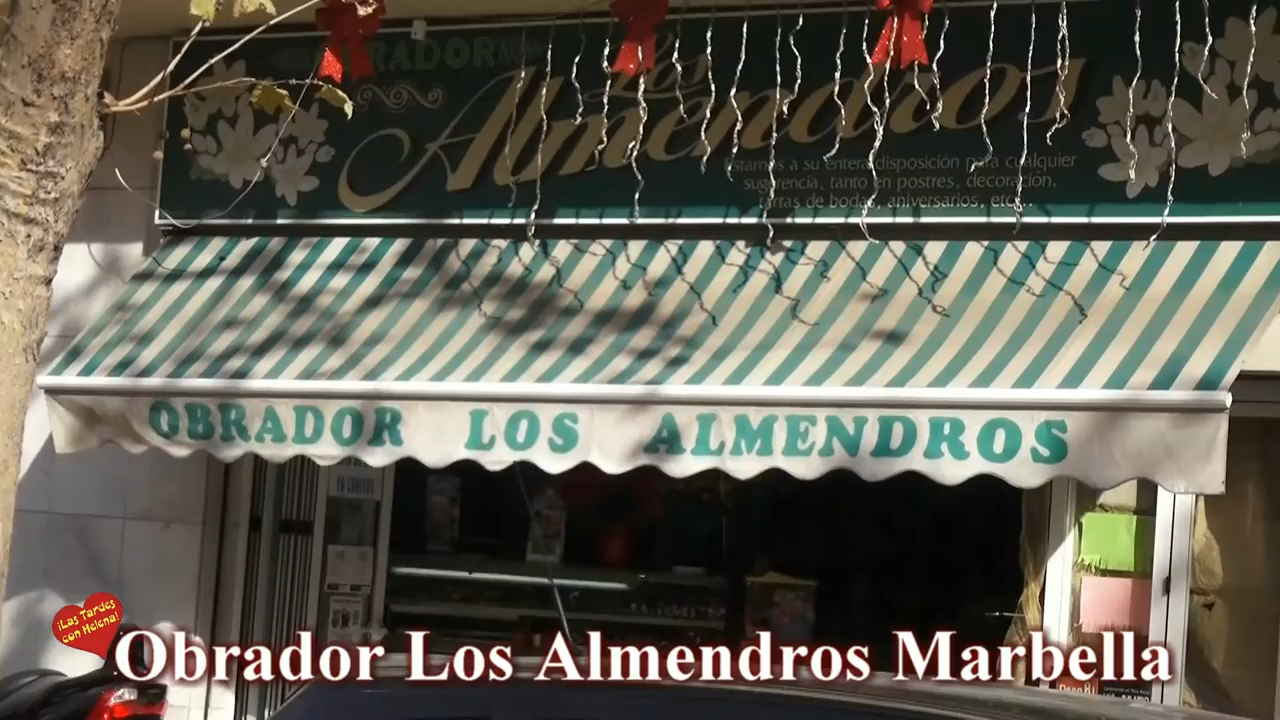 OBRADOR
Los
Almendros
Estamos a su entera disposición para cualquier
sugerencia, tanto en postres, decoración,
tartas de bodas, aniversarios, etc...
OBRADOR LOS ALMENDROS
¡Las Tardes
con Helena!
Obrador Los Almendros Marbella